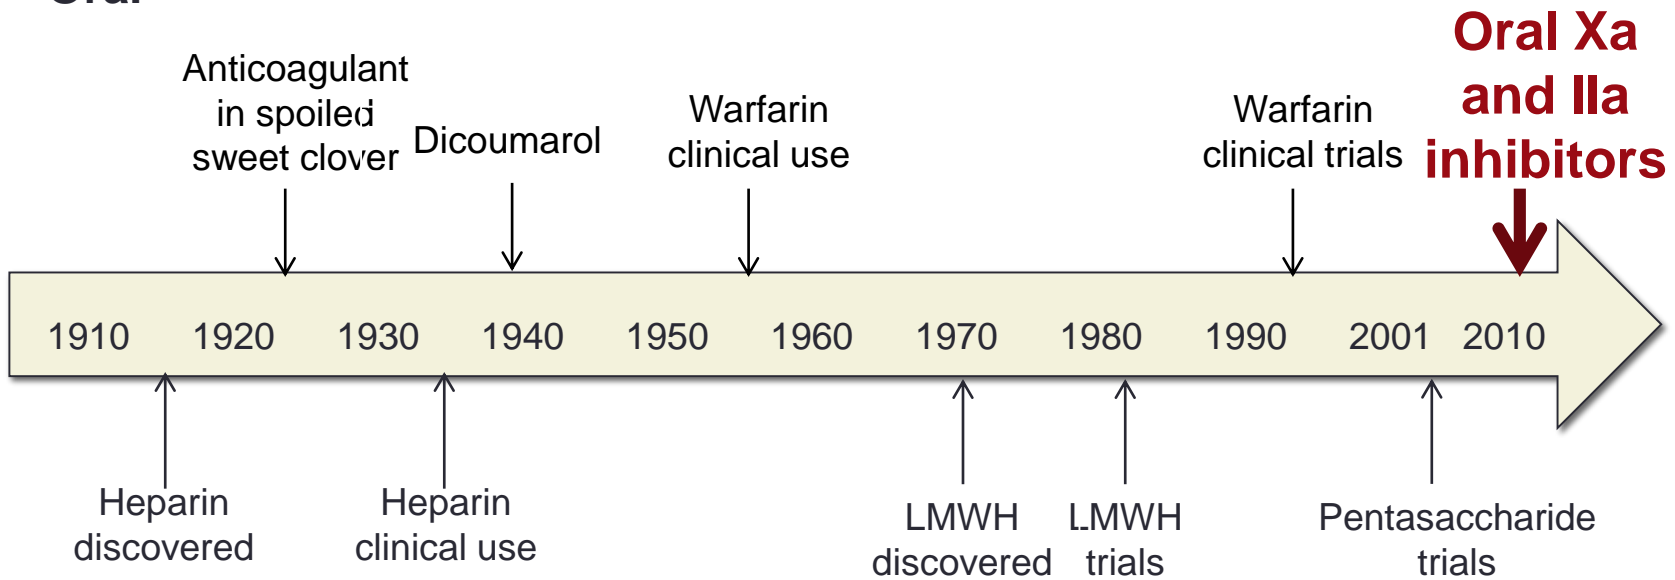 Oral
Anticoagulant
in spoiled
sweet clover
Dicoumarol
Warfarin
clinical use
Warfarin
clinical trials
Oral Xa
and IIa
inhibitors
1910 1920 1930 1940 1950 1960 1970 1980 1990 2001 2010
Heparin
discovered
Heparin
clinical use
LMWH
discovered
LMWH
trials
Pentasaccharide
trials